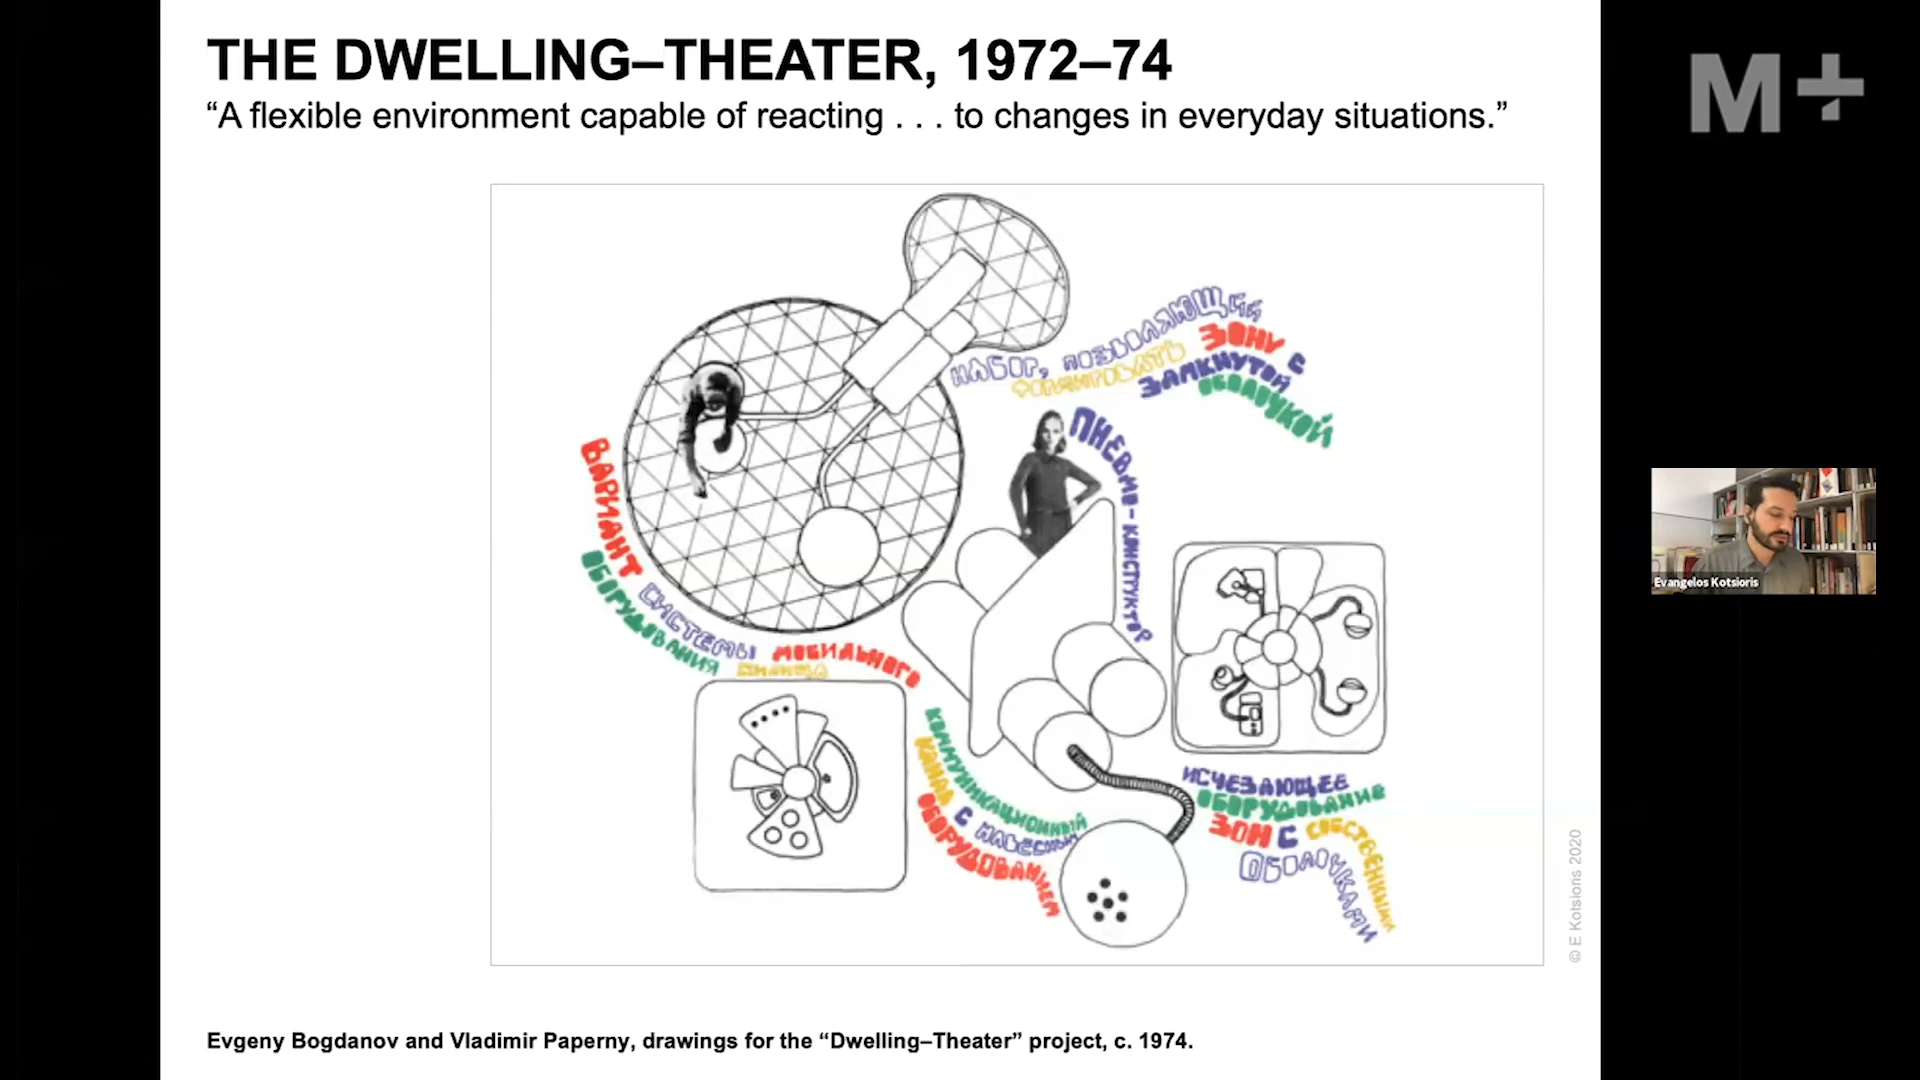 THE DWELLING–THEATER, 1972–74
“A flexible environment capable of reacting . . . to changes in everyday situations.”
M+
НАБОР, ПОЗВОЛЯЮЩИЙ
ФОРМИРОВАТЬ ЗОНУ С
ЗАМКНУТОЙ
ОБОЛОЧКОЙ
ПНЕВМО-КОНСТРУКТОР
ВАРИАНТ
ОБОРУДОВАНИЯ
СИСТЕМЫ МОБИЛЬНОГО
КОММУНИКАЦИОННЫЙ
КАНАЛ С НАВЕСНЫМ
ОБОРУДОВАНИЕМ
ИСЧЕЗАЮЩЕЕ
ОБОРУДОВАНИЕ
ЗОН С СОБСТВЕННЫМИ
ОБОЛОЧКАМИ
Evangelos Kotsioris
© E Kotsioris 2020
Evgeny Bogdanov and Vladimir Paperny, drawings for the “Dwelling–Theater” project, c. 1974.